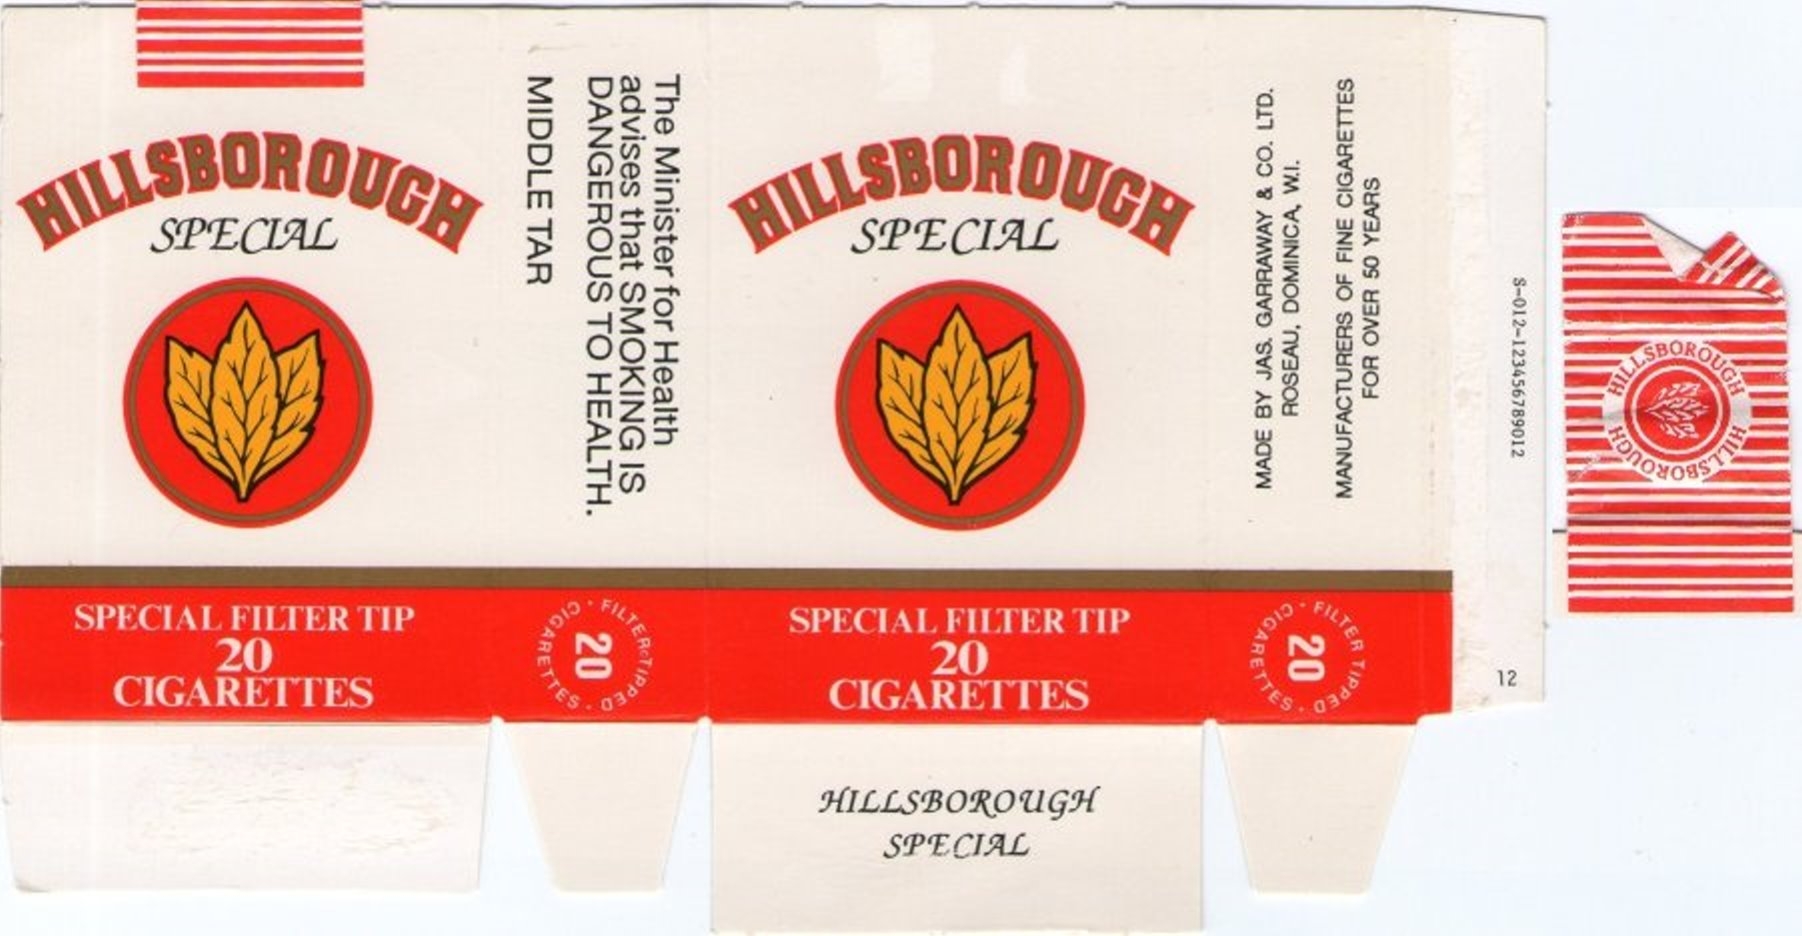 HILLSBOROUGH
SPECIAL
SPECIAL FILTER TIP
20
CIGARETTES
The Minister for Health
advises that SMOKING IS
DANGEROUS TO HEALTH.
MIDDLE TAR
FILTER TIPPED · CIGARETTES · 20
20
HILLSBOROUGH
SPECIAL
SPECIAL FILTER TIP
20
CIGARETTES
HILLSBOROUGH
SPECIAL
MADE BY JAS. GARRAWAY & CO. LTD.
ROSEAU, DOMINICA, W.I.
MANUFACTURERS OF FINE CIGARETTES
FOR OVER 50 YEARS
FILTER TIPPED · 20 · CIGARETTES · 20
20
S-012-123456789012
12
HILLSBOROUGH
HILLSBOROUGH